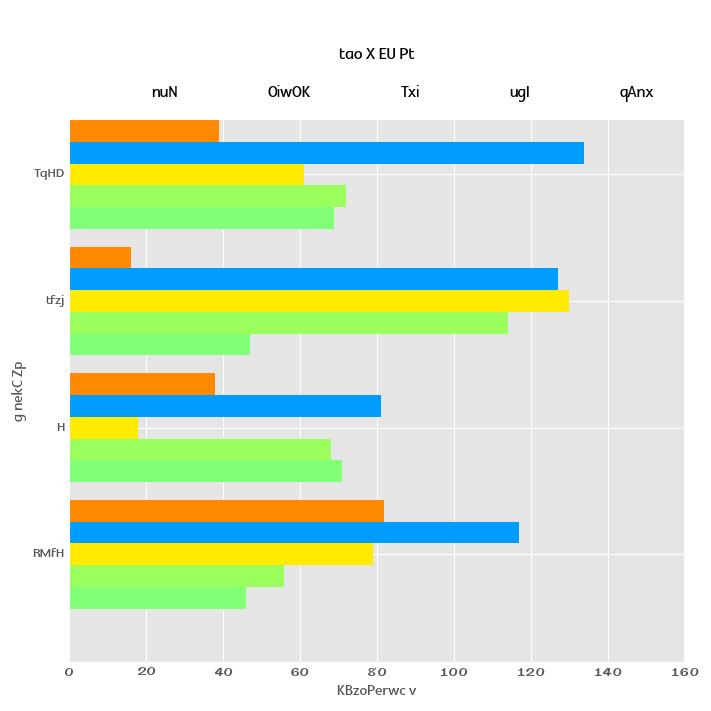 tao X EU Pt
nuN OiwOK Txi ugI qAnx
TqHD
tfzj
H
RMfH
g nekC Zp
0 20 40 60 80 100 120 140 160
KBzoPerwc v